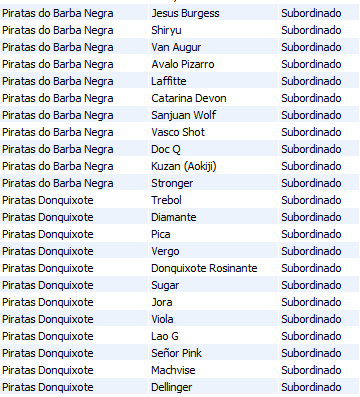 Piratas do Barba Negra Jesus Burgess Subordinado
Piratas do Barba Negra Shiryu Subordinado
Piratas do Barba Negra Van Augur Subordinado
Piratas do Barba Negra Avalo Pizarro Subordinado
Piratas do Barba Negra Laffitte Subordinado
Piratas do Barba Negra Catarina Devon Subordinado
Piratas do Barba Negra Sanjuan Wolf Subordinado
Piratas do Barba Negra Vasco Shot Subordinado
Piratas do Barba Negra Doc Q Subordinado
Piratas do Barba Negra Kuzan (Aokiji) Subordinado
Piratas do Barba Negra Stronger Subordinado
Piratas Donquixote Trebol Subordinado
Piratas Donquixote Diamante Subordinado
Piratas Donquixote Pica Subordinado
Piratas Donquixote Vergo Subordinado
Piratas Donquixote Donquixote Rosinante Subordinado
Piratas Donquixote Sugar Subordinado
Piratas Donquixote Jora Subordinado
Piratas Donquixote Viola Subordinado
Piratas Donquixote Lao G Subordinado
Piratas Donquixote Señor Pink Subordinado
Piratas Donquixote Machvise Subordinado
Piratas Donquixote Dellinger Subordinado